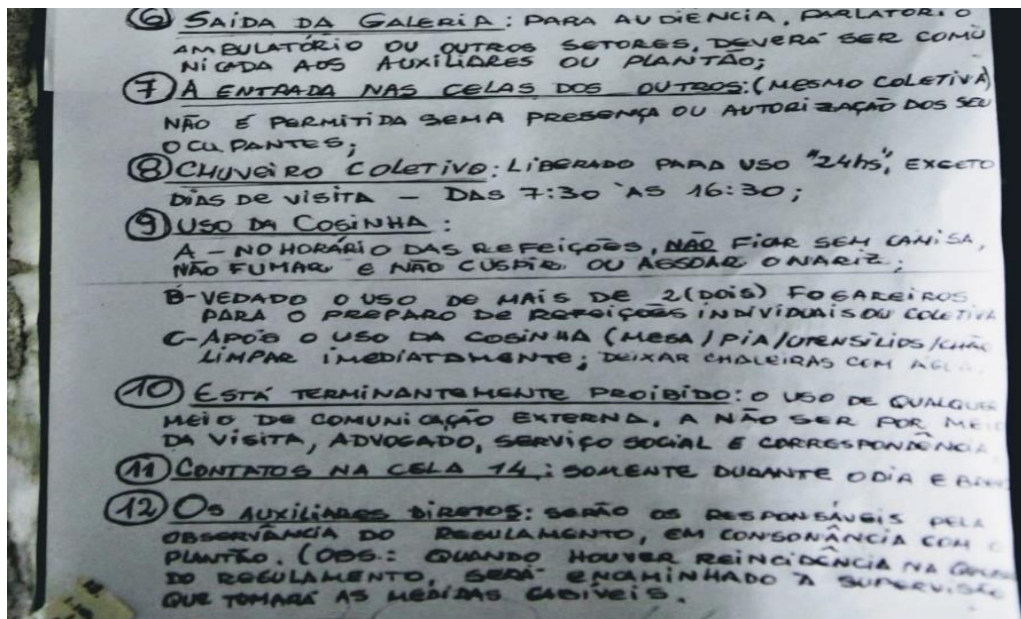 ⑥ SAÍDA DA GALERIA: PARA AUDIÊNCIA, PARLATÓRIO
AMBULATÓRIO OU OUTROS SETORES, DEVERÁ SER COMU
NICADA AOS AUXILIARES OU PLANTÃO;
⑦ A ENTRADA NAS CELAS DOS OUTROS: (MESMO COLETIVA)
NÃO É PERMITIDA SEM A PRESENÇA OU AUTORIZAÇÃO DOS SEU
OCUPANTES;
⑧ CHUVEIRO COLETIVO: LIBERADO PARA USO "24hs", EXCETO
DIAS DE VISITA — DAS 7:30 ÀS 16:30;
⑨ USO DA COSINHA:
A - NO HORÁRIO DAS REFEIÇÕES, NÃO FICAR SEM CAMISA,
NÃO FUMAR E NÃO CUSPIR OU ASSOAR O NARIZ;
B-VEDADO O USO DE MAIS DE 2(DOIS) FOGAREIROS
PARA O PREPARO DE REFEIÇÕES INDIVIDUAIS OU COLETIVA
C-APÓS O USO DA COSINHA (MESA/PIA/UTENSÍLIOS/CHÃO
LIMPAR IMEDIATAMENTE; DEIXAR CHALEIRAS COM
⑩ ESTÁ TERMINANTEMENTE PROIBIDO: O USO DE QUALQUER
MEIO DE COMUNICAÇÃO EXTERNA, A NÃO SER POR MEIO
DA VISITA, ADVOGADO, SERVIÇO SOCIAL E CORRESPONDÊNCIA
⑪ CONTATOS NA CELA 14: SOMENTE DURANTE O DIA E
⑫ OS AUXILIARES DIRETOS: SERÃO OS RESPONSÁVEIS PELA
OBSERVÂNCIA DO REGULAMENTO, EM CONSONÂNCIA COM O
PLANTÃO. (OBS.: QUANDO HOUVER REINCIDÊNCIA NA
DO REGULAMENTO, SERÁ ENCAMINHADO À SUPERVISÃO
QUE TOMARÁ AS MEDIDAS CABÍVEIS.